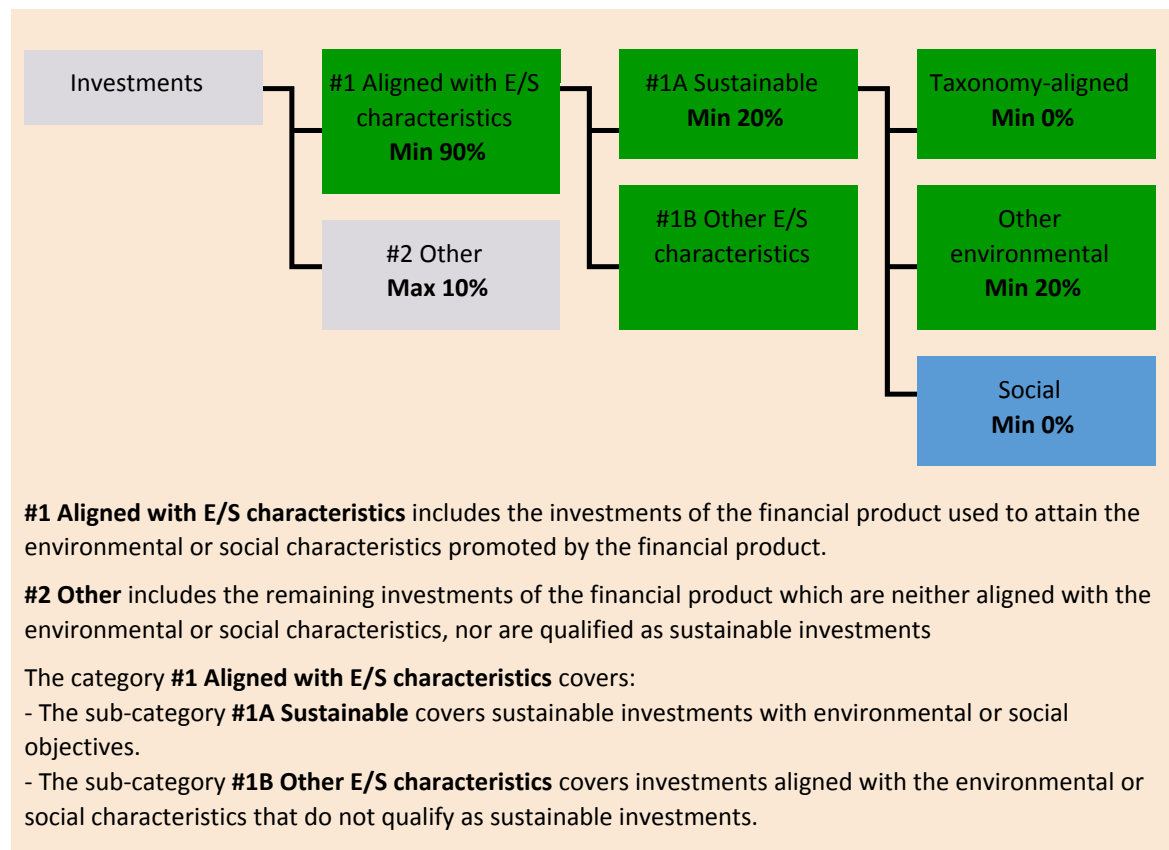 Investments
#1 Aligned with E/S
characteristics
Min 90%
#2 Other
Max 10%
#1A Sustainable
Min 20%
#1B Other E/S
characteristics
Taxonomy-aligned
Min 0%
Other
environmental
Min 20%
Social
Min 0%
#1 Aligned with E/S characteristics includes the investments of the financial product used to attain the
environmental or social characteristics promoted by the financial product.
#2 Other includes the remaining investments of the financial product which are neither aligned with the
environmental or social characteristics, nor are qualified as sustainable investments
The category #1 Aligned with E/S characteristics covers:
- The sub-category #1A Sustainable covers sustainable investments with environmental or social
objectives.
- The sub-category #1B Other E/S characteristics covers investments aligned with the environmental or
social characteristics that do not qualify as sustainable investments.